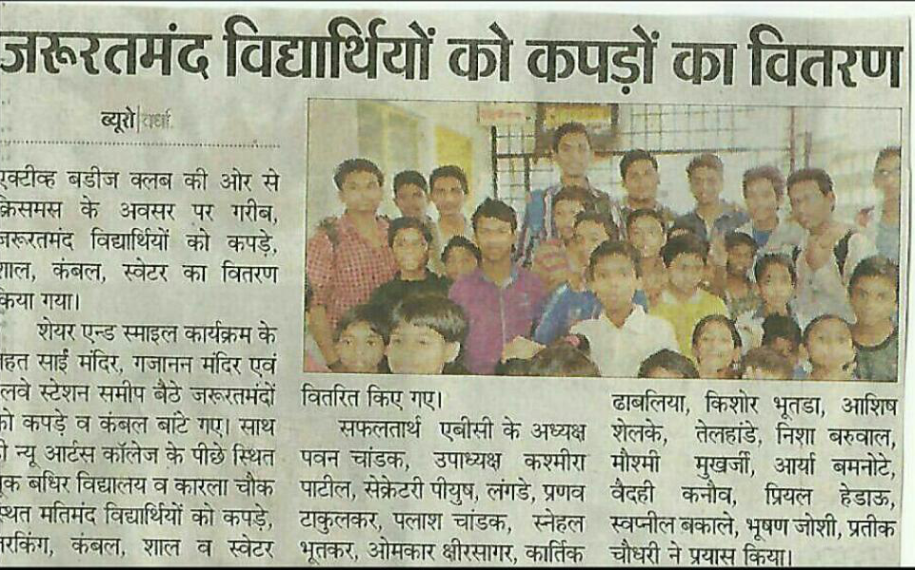 जरूरतमंद विद्यार्थियों को कपड़ों का वितरण
ब्यूरो|वर्धा.
एक्टीव्ह बडीज क्लब की ओर से
क्रिसमस के अवसर पर गरीब,
जरूरतमंद विद्यार्थियों को कपड़े,
शाल, कंबल, स्वेटर का वितरण
किया गया।
शेयर एन्ड स्माइल कार्यक्रम के
तहत साईं मंदिर, गजानन मंदिर एवं
रेलवे स्टेशन समीप बैठे जरूरतमंदों
को कपड़े व कंबल बांटे गए। साथ
ही न्यू आर्टस कॉलेज के पीछे स्थित
मूक बधिर विद्यालय व कारला चौक
स्थित मतिमंद विद्यार्थियों को कपड़े,
कंबल, शाल व स्वेटर
वितरित किए गए।
सफलतार्थ एबीसी के अध्यक्ष
पवन चांडक, उपाध्यक्ष कश्मीरा
पाटील, सेक्रेटरी पीयुष, लंगडे, प्रणव
टाकुलकर, पलाश चांडक, स्नेहल
भूतकर, ओमकार क्षीरसागर, कार्तिक
ढाबलिया, किशोर भूतडा, आशिष
शेलके, तेलहांडे, निशा बरुवाल,
मौश्मी मुखर्जी, आर्या बमनोटे,
वैदही कनौव, प्रियल हेडाऊ,
स्वप्नील बकाले, भूषण जोशी, प्रतीक
चौधरी ने प्रयास किया।